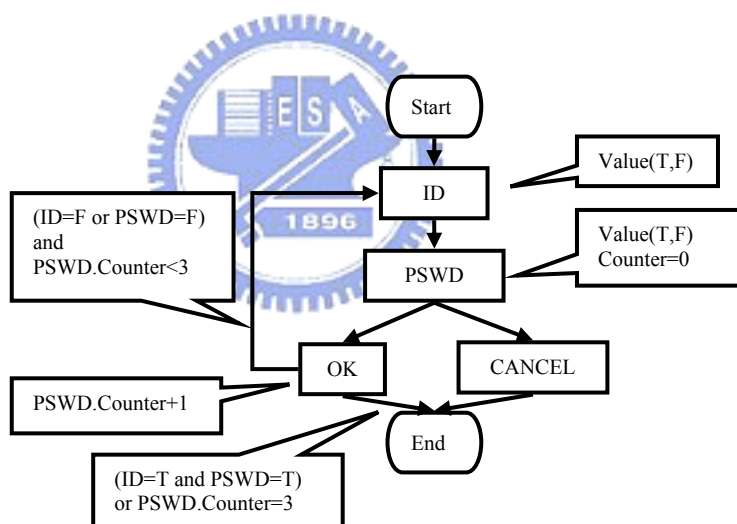 E S A
1896
Start
ID
Value(T,F)
(ID=F or PSWD=F)
and
PSWD.Counter<3
PSWD
Value(T,F)
Counter=0
OK
CANCEL
PSWD.Counter+1
End
(ID=T and PSWD=T)
or PSWD.Counter=3